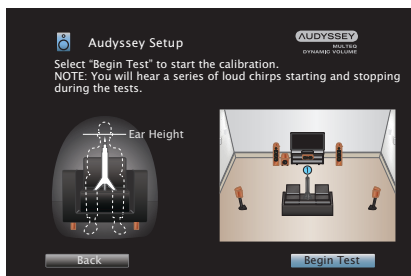 Audyssey Setup
AUDYSSEY
MULTEQ
DYNAMIC VOLUME
Select “Begin Test” to start the calibration.
NOTE: You will hear a series of loud chirps starting and stopping
during the tests.
Ear Height
1
Back
Begin Test